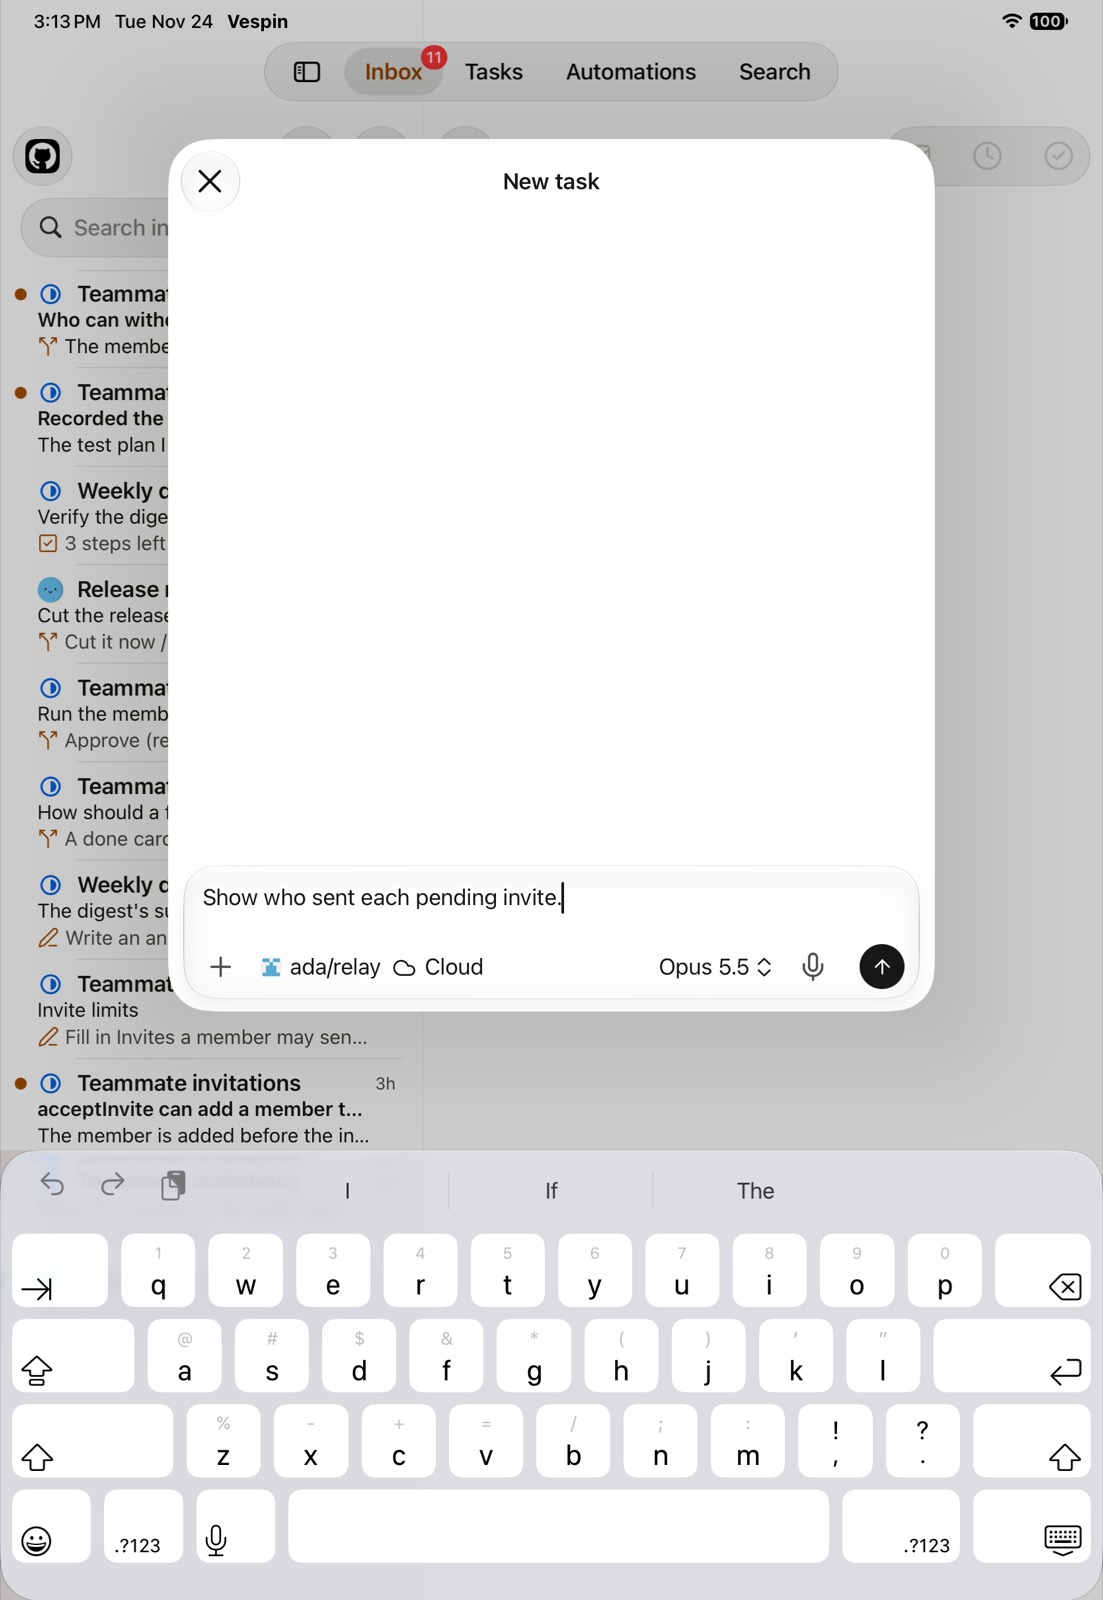 3:13 PM Tue Nov 24 Vespin 100
Inbox 11 Tasks Automations Search
New task
Search in
Teammat
Who can with
The membe
Teammat
Recorded the
The test plan I
Weekly d
Verify the dige
3 steps left
Release
Cut the release
Cut it now /
Teammat
Run the memb
Approve (re
Teammat
How should a f
A done card
Weekly d
The digest's su
Write an an
Teammat
Invite limits
Fill in Invites a member may sen...
Teammate invitations 3h
acceptInvite can add a member t...
The member is added before the in...
Show who sent each pending invite.
ada/relay Cloud Opus 5.5
I If The
1 2 3 4 5 6 7 8 9 0
q w e r t y u i o p
@ # $ & * ( ) ' "
a s d f g h j k l
% - + = / ; : ! ?
z x c v b n m , .
.?123 .?123